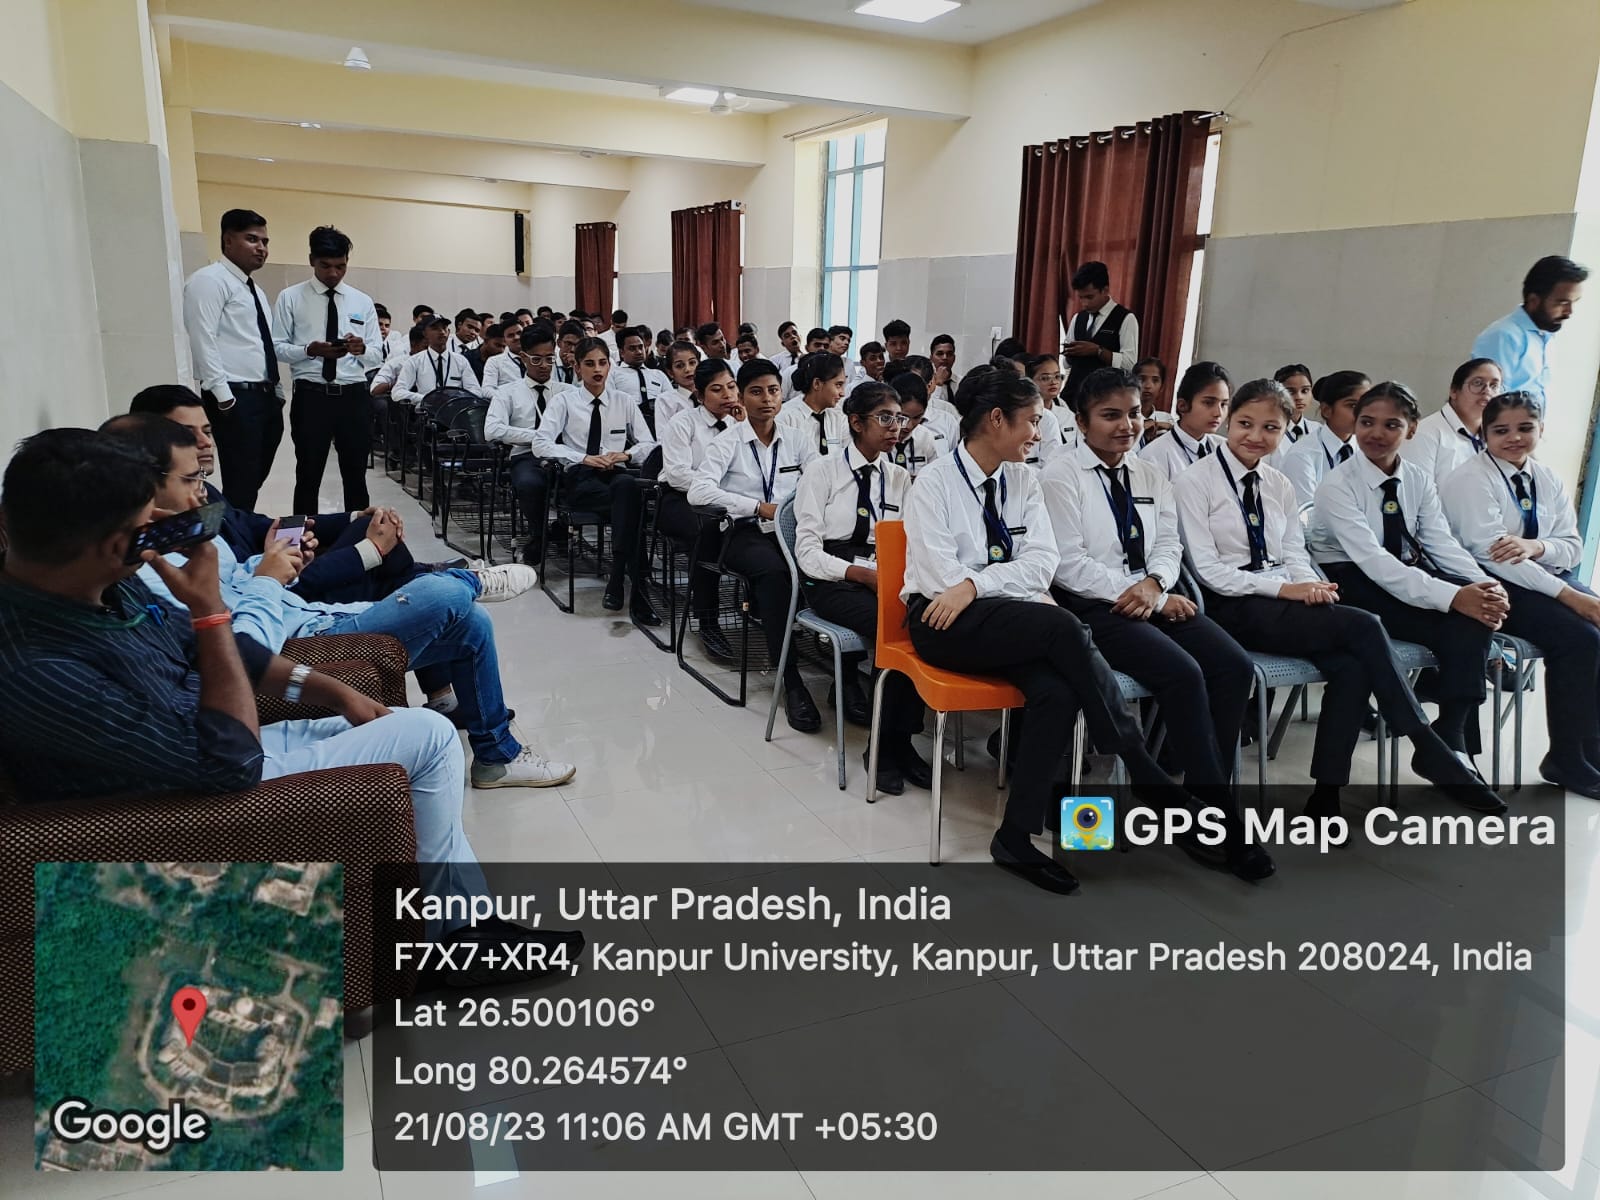 GPS Map Camera
Kanpur, Uttar Pradesh, India
F7X7+XR4, Kanpur University, Kanpur, Uttar Pradesh 208024, India
Lat 26.500106°
Long 80.264574°
21/08/23 11:06 AM GMT +05:30
Google